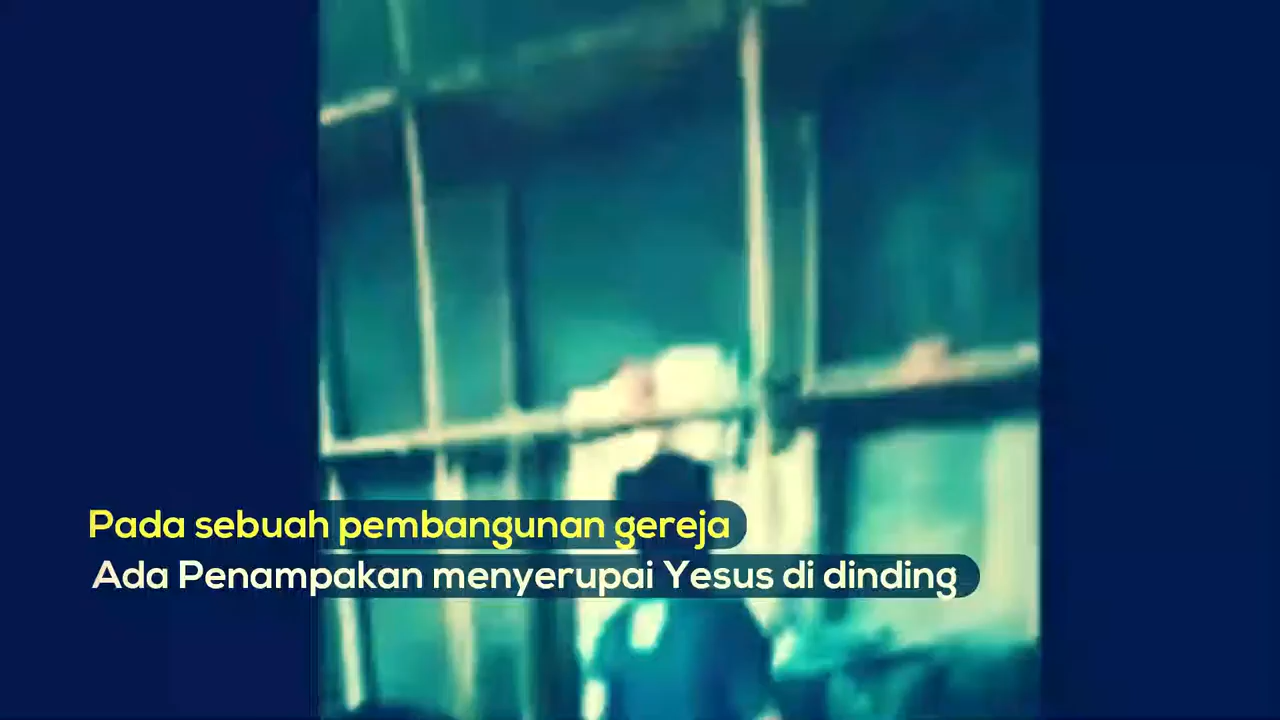 Pada sebuah pembangunan gereja
Ada Penampakan menyerupai Yesus di dinding